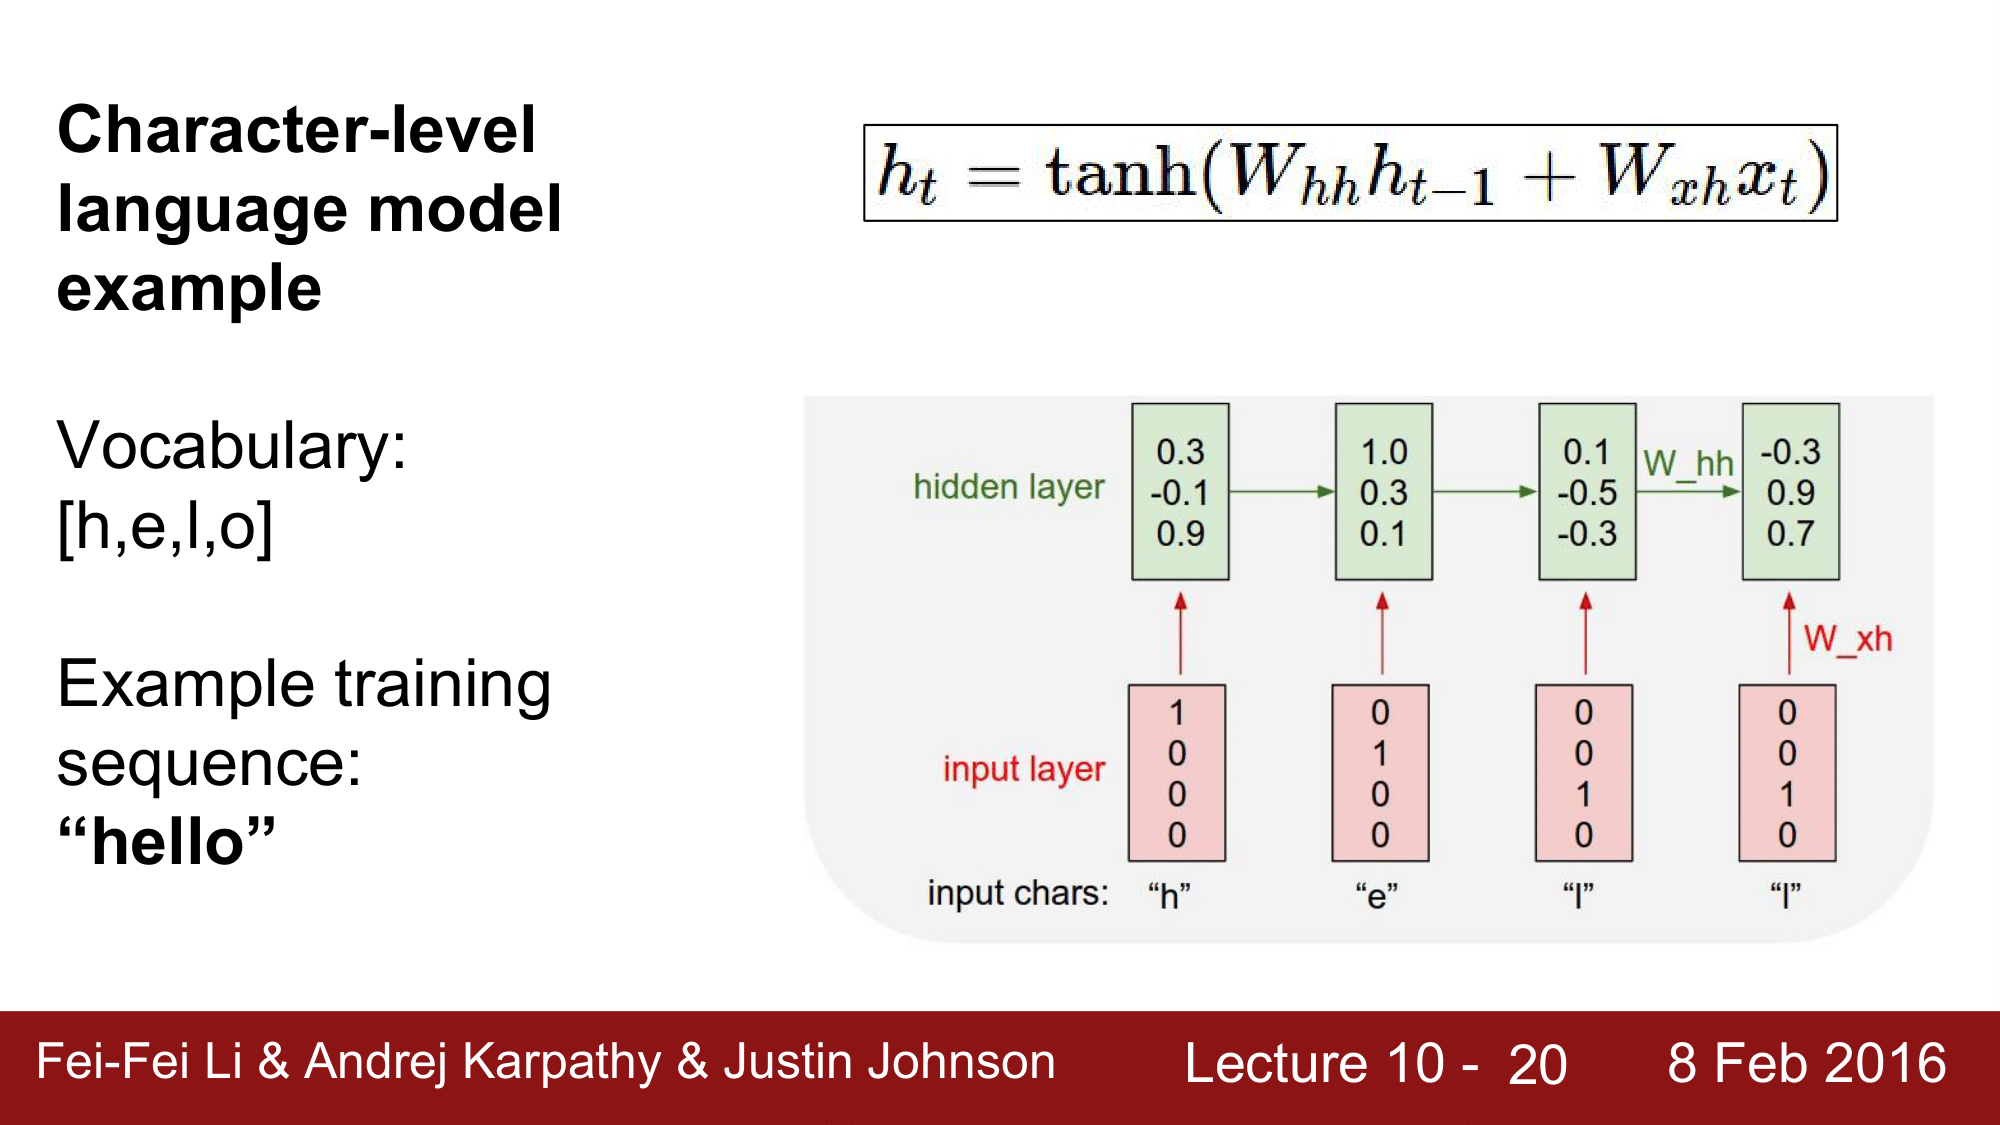 Character-level
language model
example
Vocabulary:
[h,e,l,o]
Example training
sequence:
“hello”
h_t = tanh(W_{hh}h_{t-1} + W_{xh}x_t)
hidden layer
0.3
-0.1
0.9
1.0
0.3
0.1
0.1
-0.5
-0.3
W_hh
-0.3
0.9
0.7
W_xh
input layer
1
0
0
0
0
1
0
0
0
0
1
0
0
0
1
0
input chars: “h” “e” “l” “l”
Fei-Fei Li & Andrej Karpathy & Justin Johnson Lecture 10 - 20 8 Feb 2016